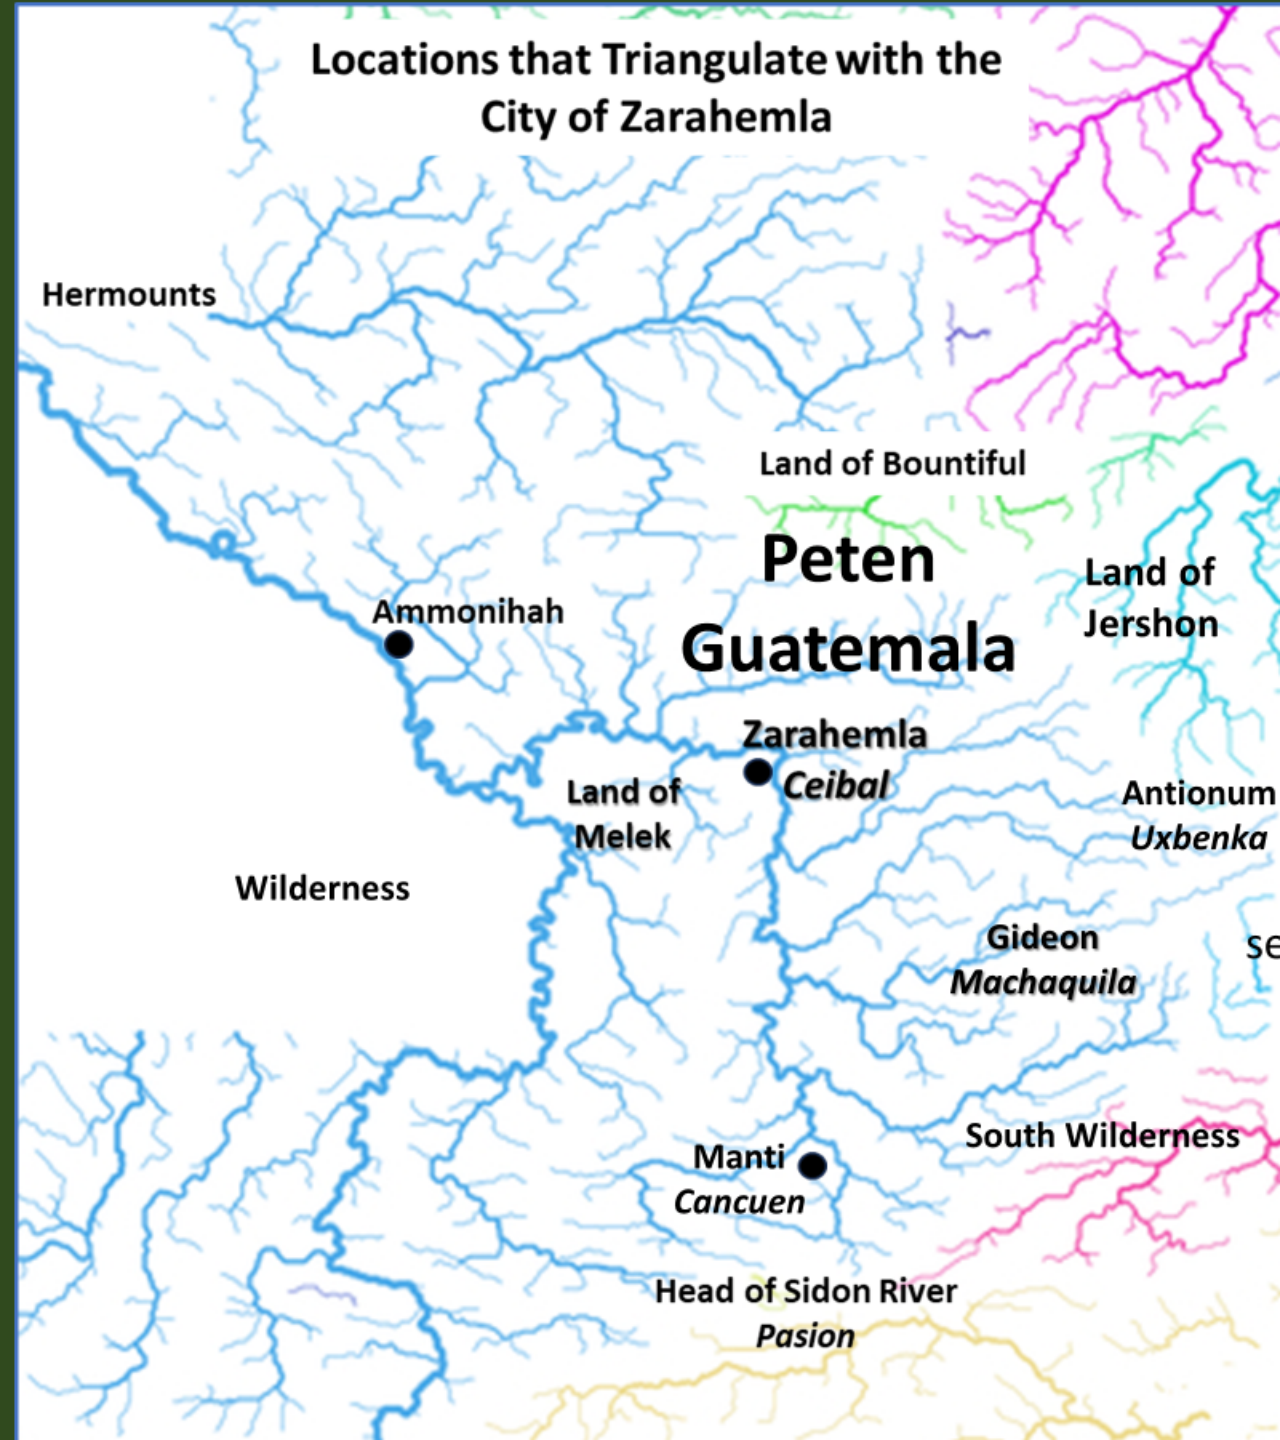 Locations that Triangulate with the
City of Zarahemla
Hermounts
Land of Bountiful
Peten
Guatemala
Land of
Jershon
Ammonihah
Zarahemla
Ceibal
Land of
Melek
Antionum
Uxbenka
Wilderness
Gideon
Machaquila
se
South Wilderness
Manti
Cancuen
Head of Sidon River
Pasion